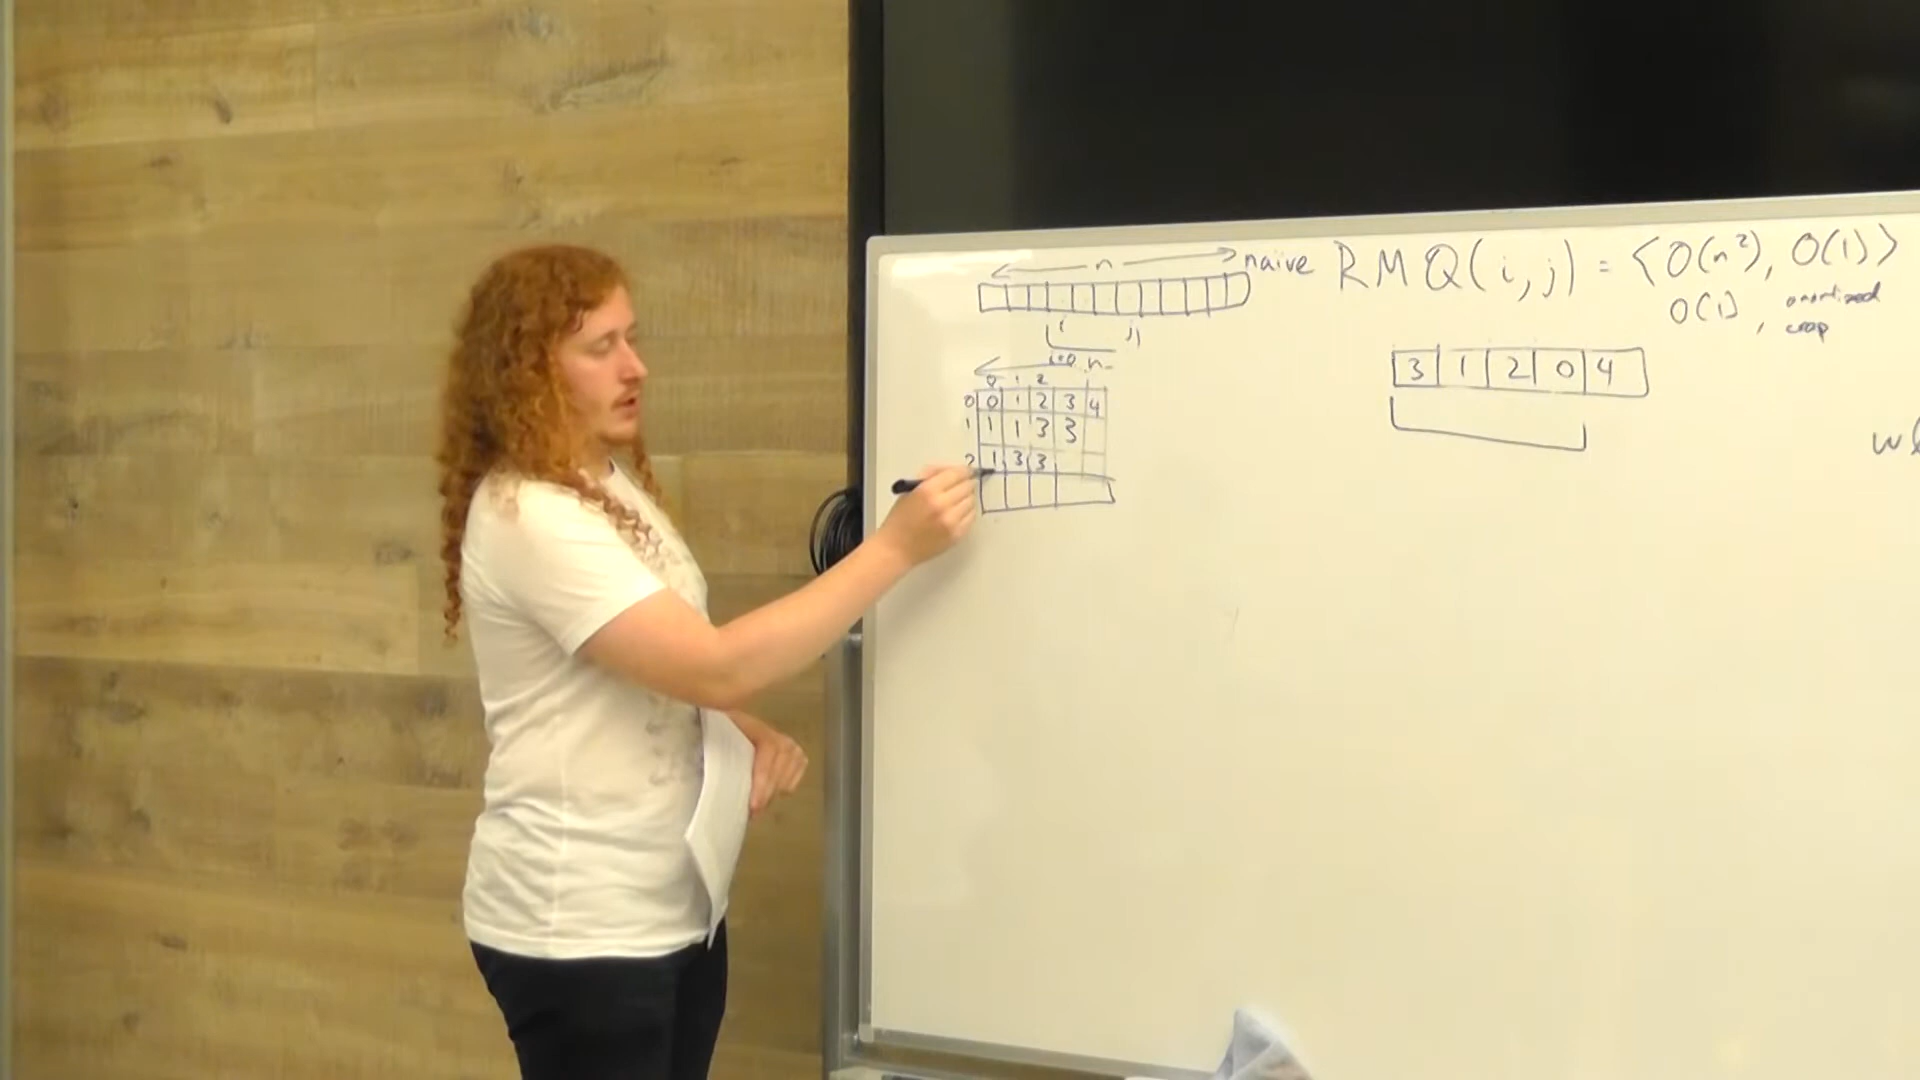 n
naive RMQ(i,j) = <O(n²), O(1)>
O(1),
i j
3 1 2 0 4
n
0 1 2
0 0 1 2 3 4
1 1 1 3 3
2 1 3 3